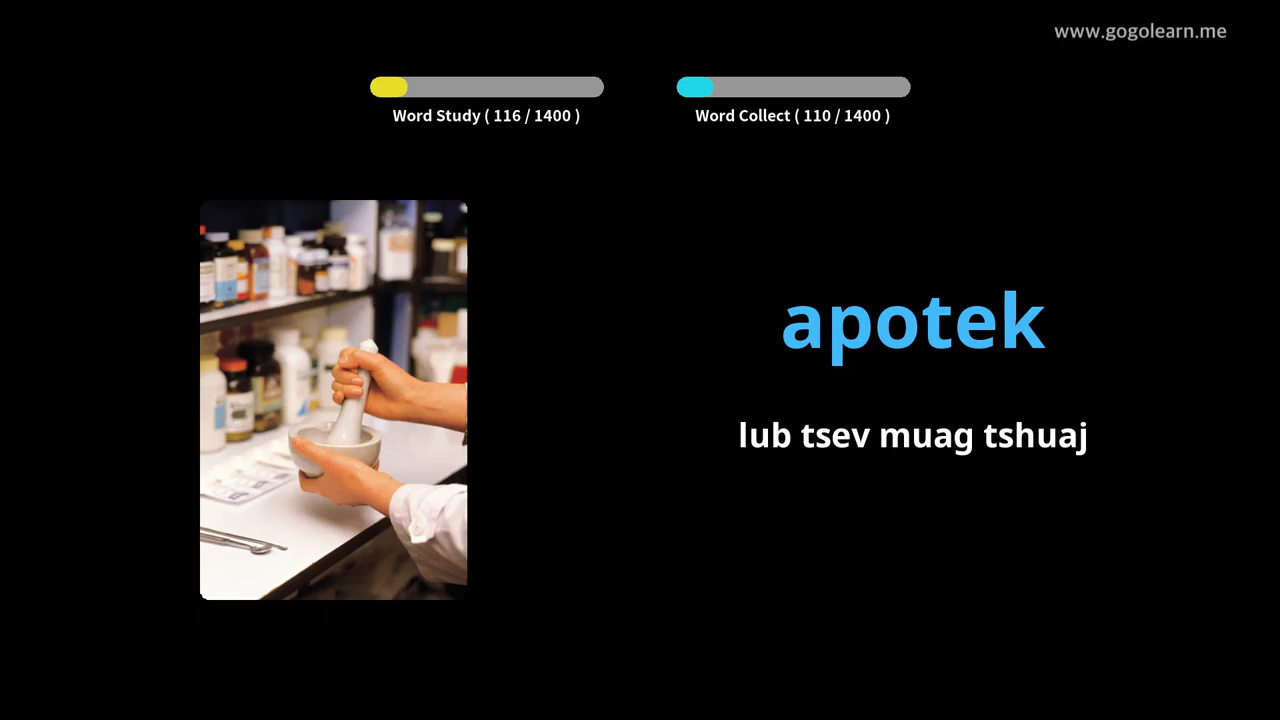 www.gogolearn.me
Word Study ( 116 / 1400 )
Word Collect ( 110 / 1400 )
apotek
lub tsev muag tshuaj